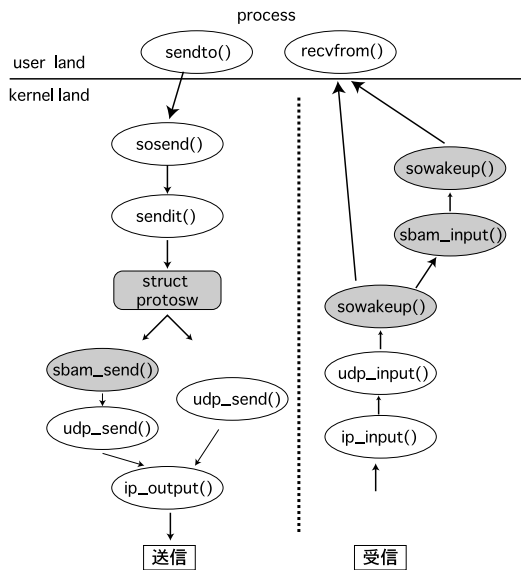 process
sendto()
recvfrom()
user land
kernel land
sosend()
sendit()
struct
protosw
sbam_send()
udp_send()
udp_send()
ip_output()
送信
sowakeup()
sbam_input()
sowakeup()
udp_input()
ip_input()
受信